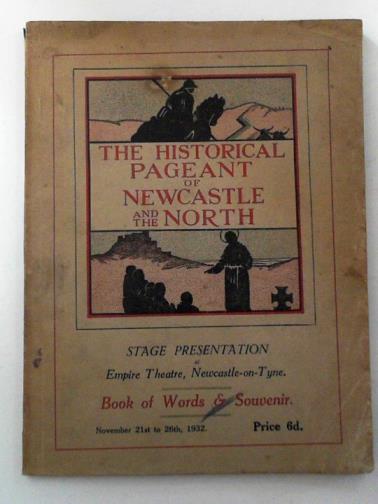 THE HISTORICAL
PAGEANT
OF
NEWCASTLE
AND THE NORTH
STAGE PRESENTATION
at
Empire Theatre, Newcastle-on-Tyne.
Book of Words & Souvenir.
November 21st to 26th, 1932. Price 6d.